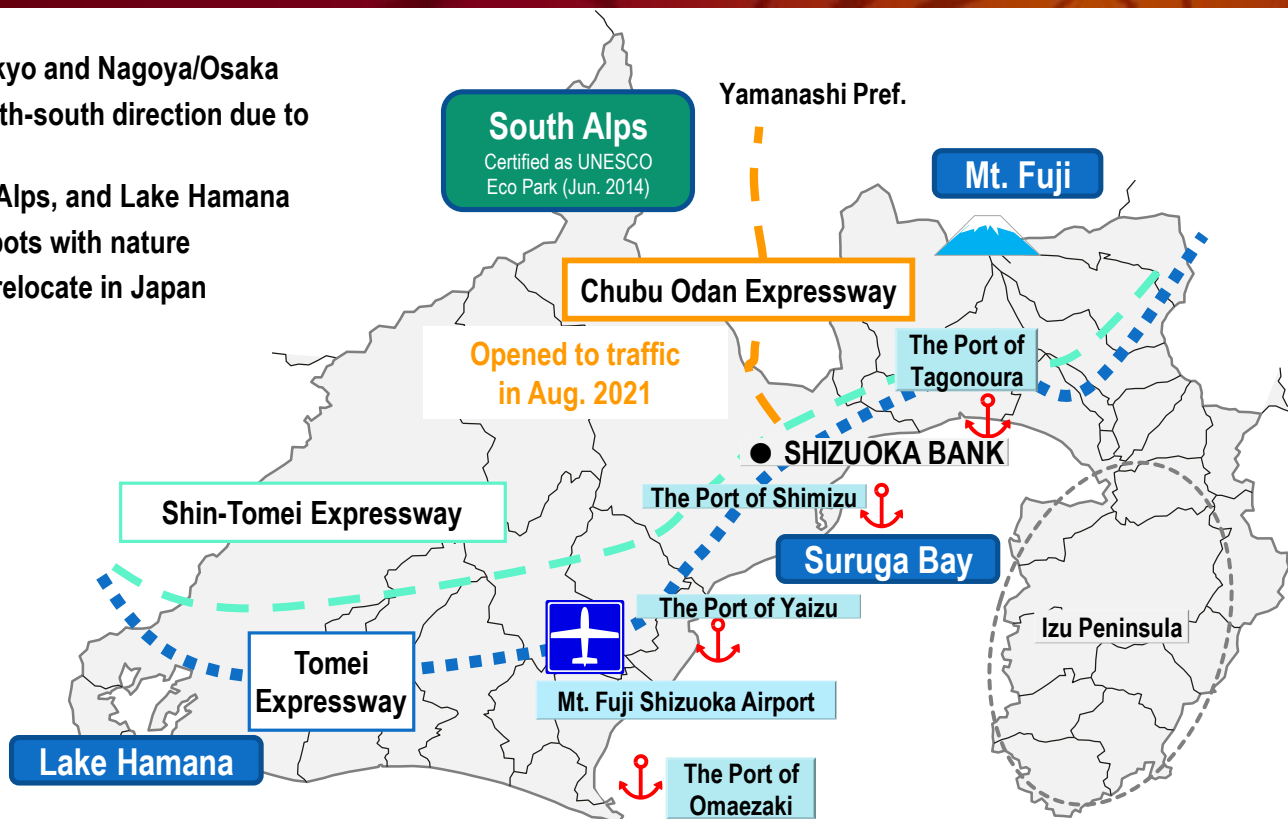 kyo and Nagoya/Osaka
th-south direction due to
Alps, and Lake Hamana
pots with nature
relocate in Japan
South Alps
Certified as UNESCO
Eco Park (Jun. 2014)
Yamanashi Pref.
Mt. Fuji
Chubu Odan Expressway
Opened to traffic
in Aug. 2021
The Port of
Tagonoura
SHIZUOKA BANK
The Port of Shimizu
Shin-Tomei Expressway
Suruga Bay
The Port of Yaizu
Izu Peninsula
Tomei
Expressway
Mt. Fuji Shizuoka Airport
Lake Hamana
The Port of
Omaezaki